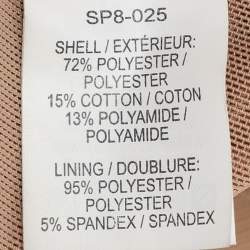 SP8-025
SHELL / EXTÉRIEUR:
72% POLYESTER /
POLYESTER
15% COTTON / COTON
13% POLYAMIDE /
POLYAMIDE
LINING / DOUBLURE:
95% POLYESTER /
POLYESTER
5% SPANDEX / SPANDEX